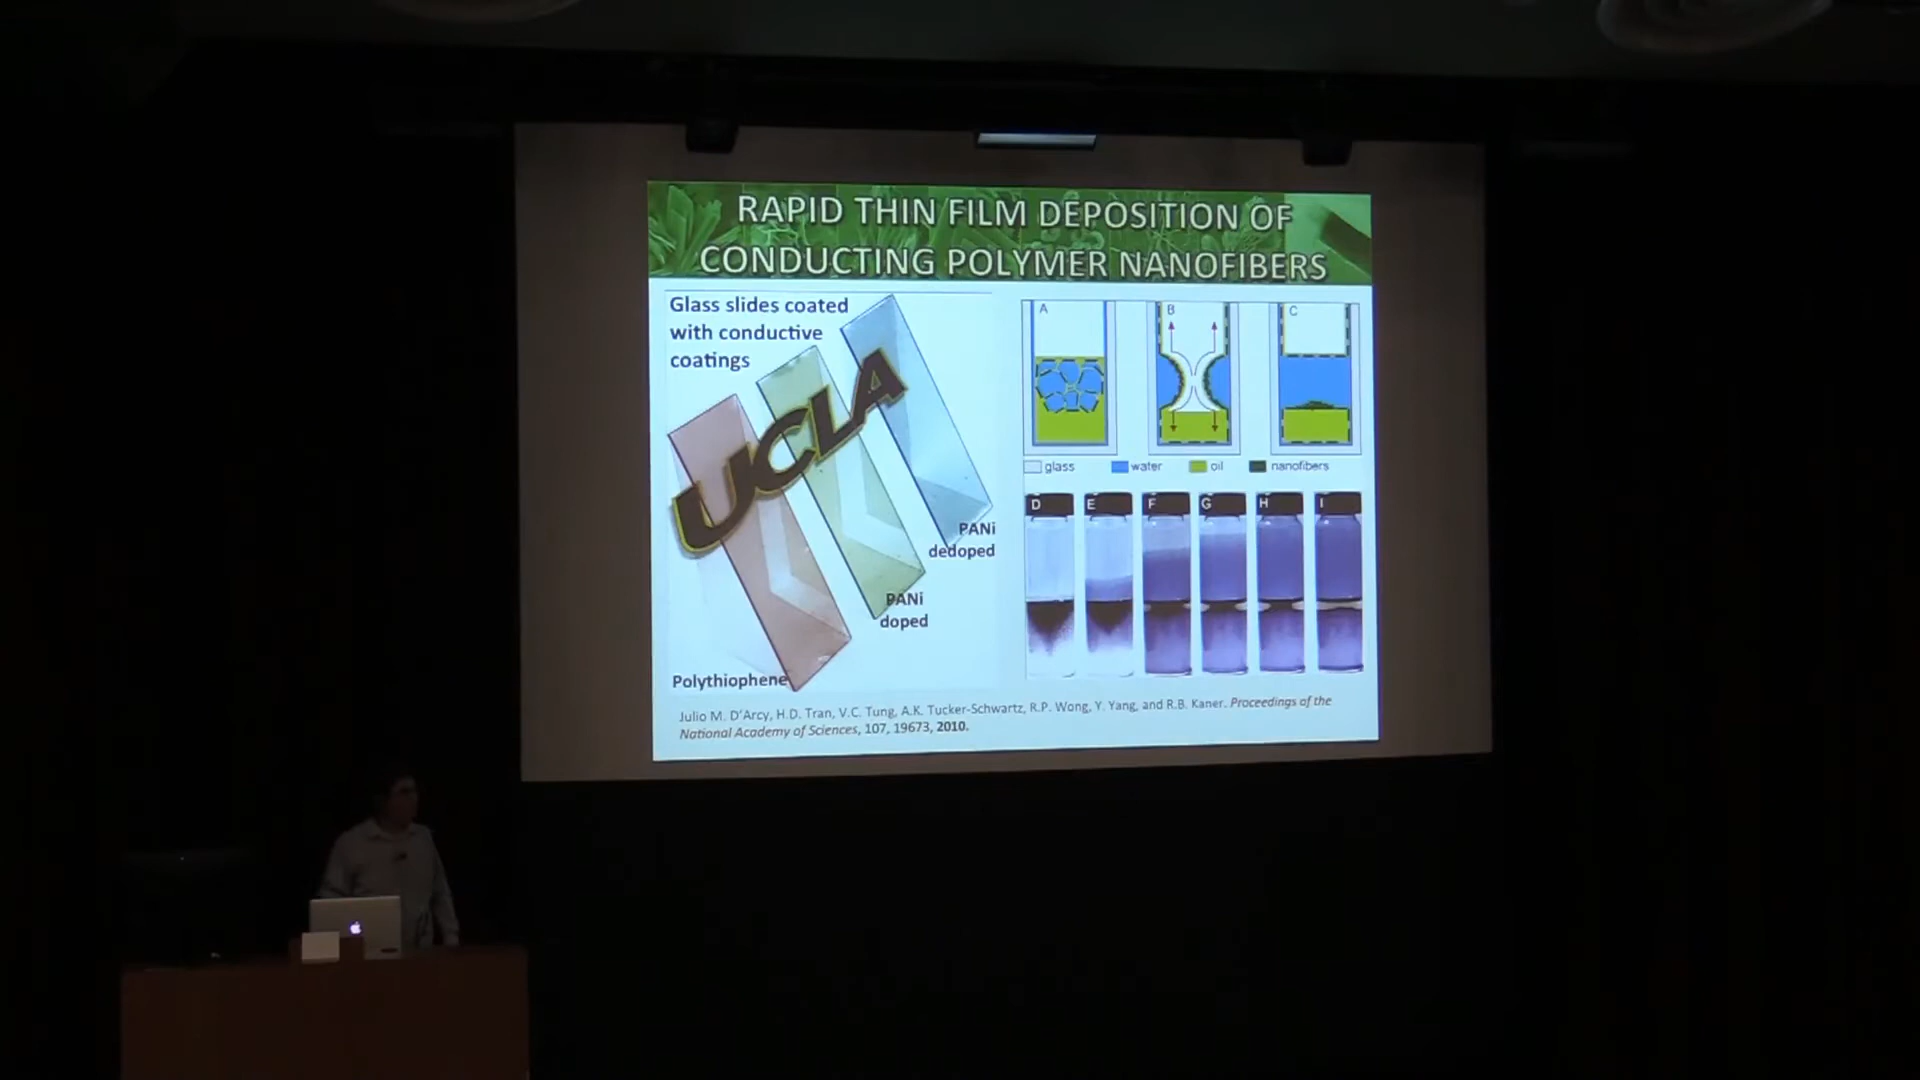 RAPID THIN FILM DEPOSITION OF
CONDUCTING POLYMER NANOFIBERS
Glass slides coated
with conductive
coatings
UCLA
PANi
dedoped
PANi
doped
Polythiophene
A B C
glass water oil nanofibers
D E F G H I
Julio M. D'Arcy, H.D. Tran, V.C. Tung, A.K. Tucker-Schwartz, R.P. Wong, Y. Yang, and R.B. Kaner. Proceedings of the
National Academy of Sciences, 107, 19673, 2010.